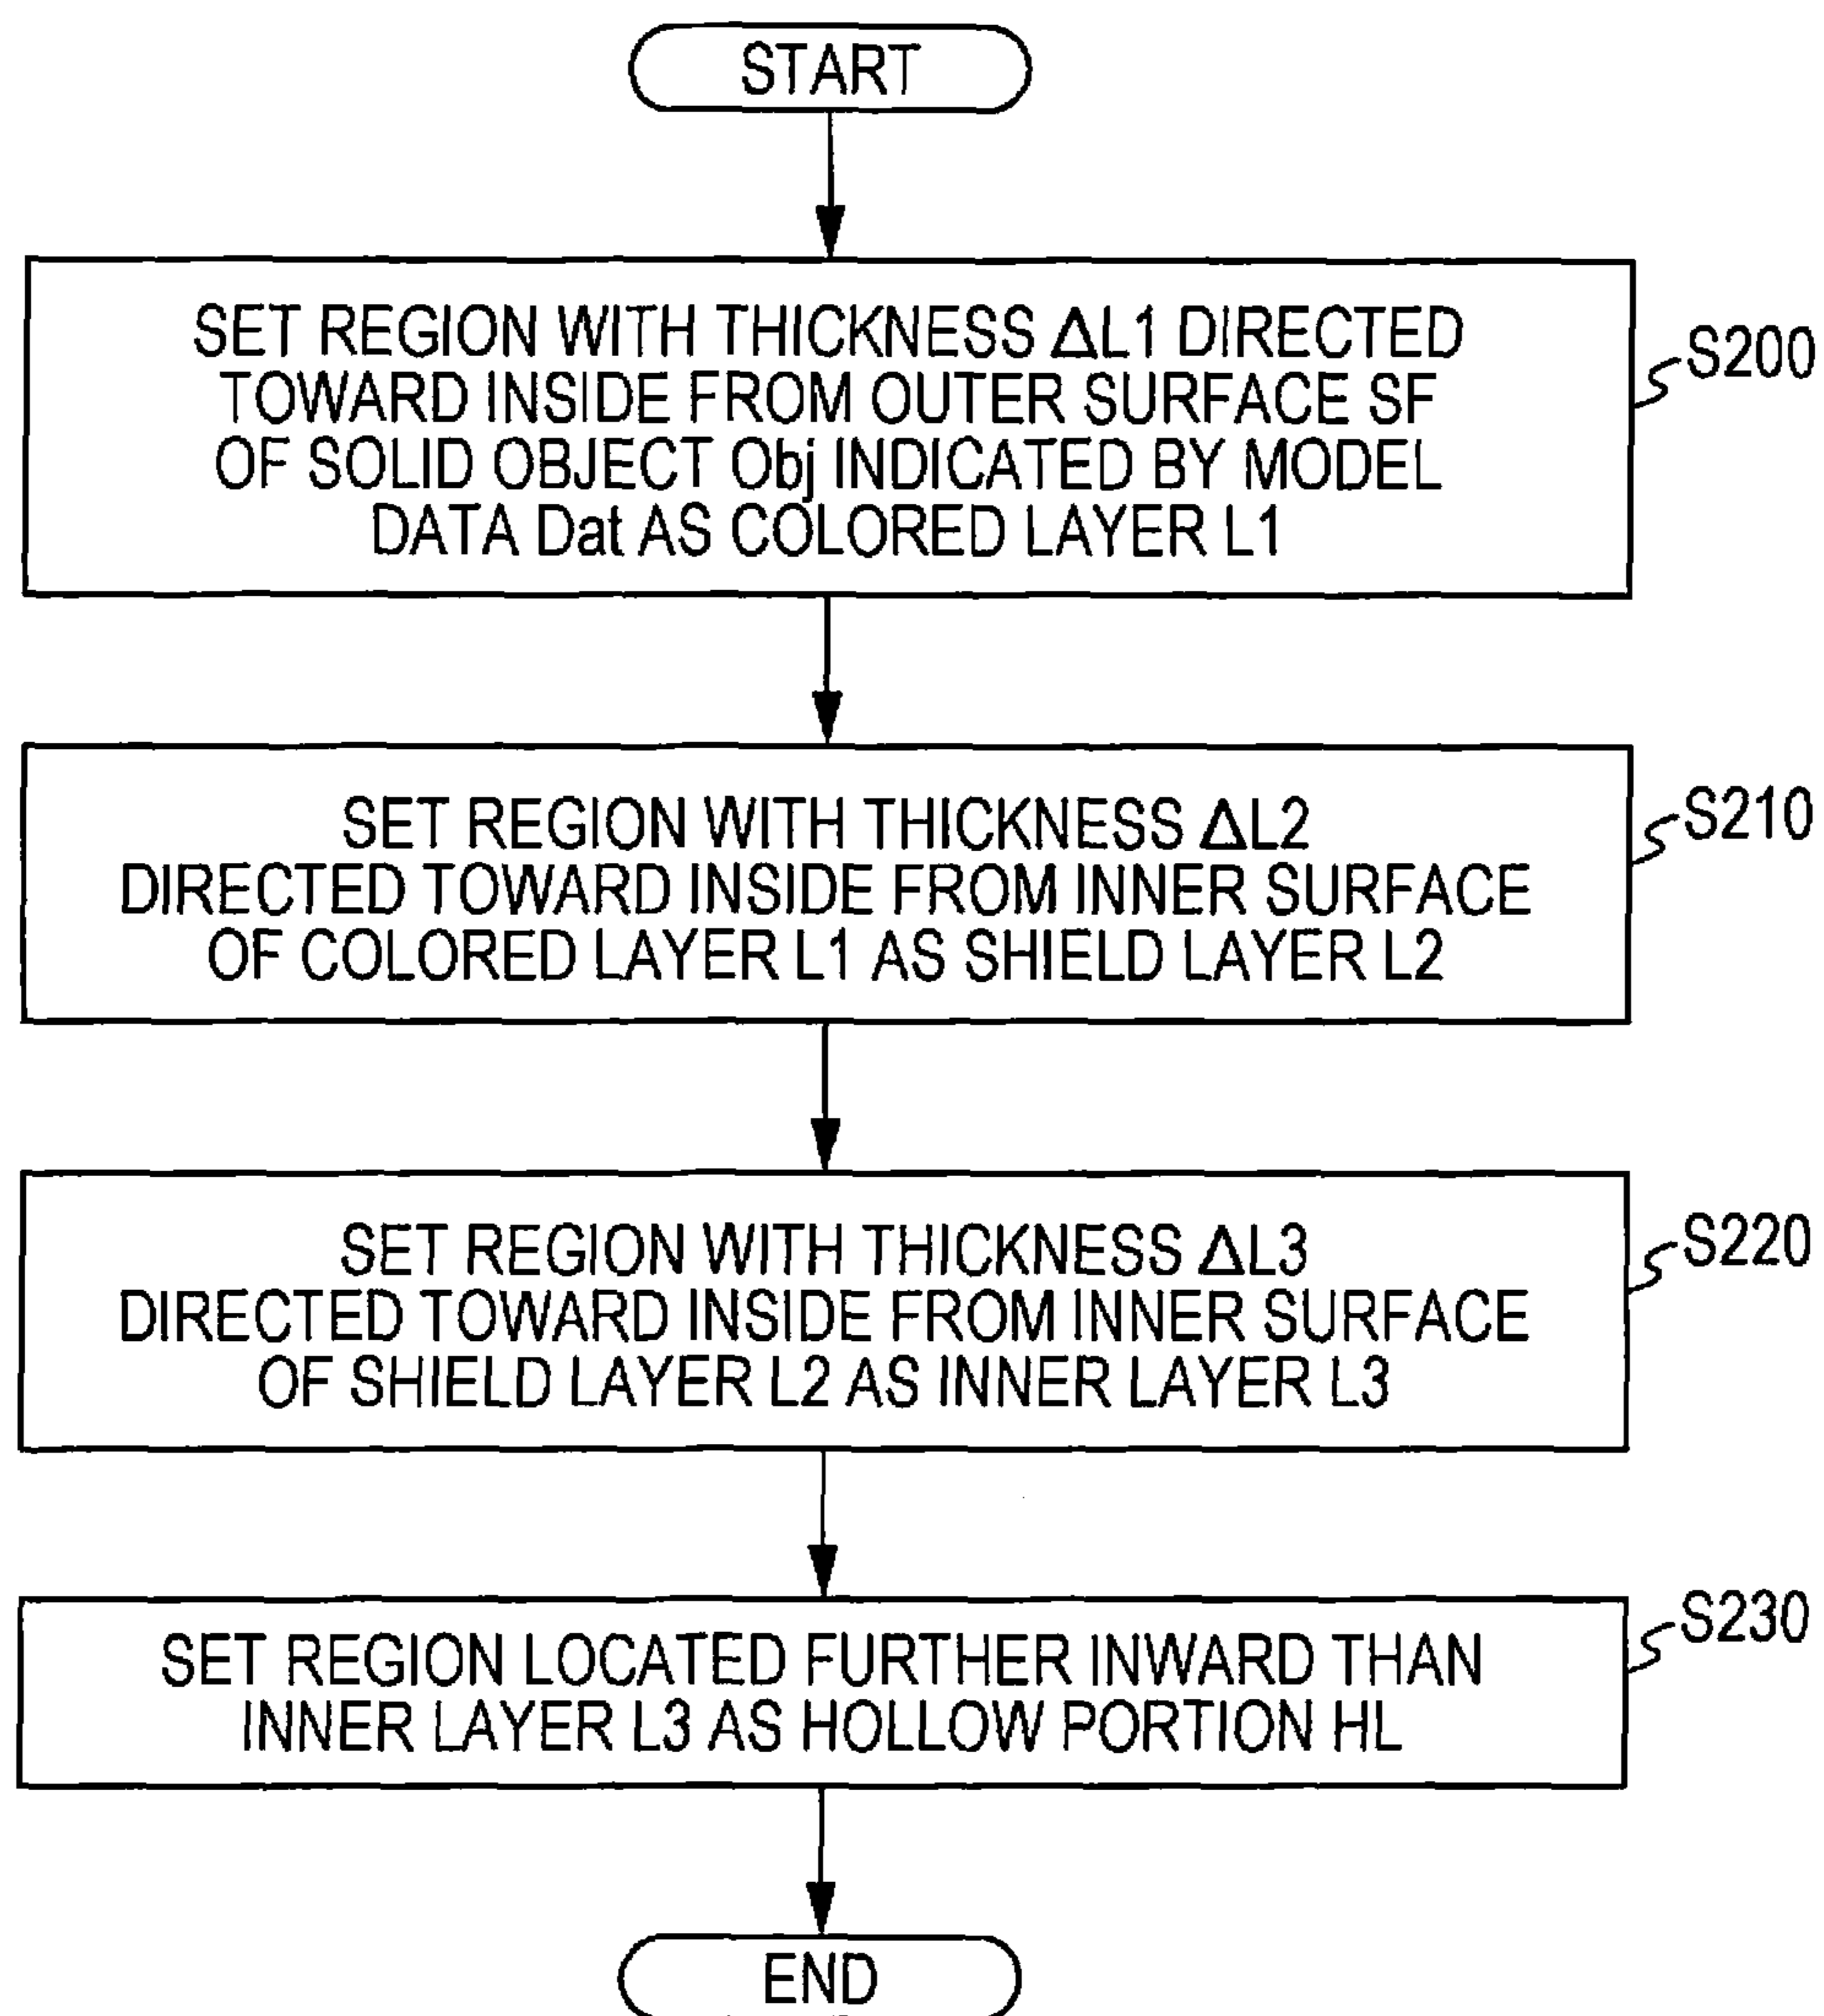 START
SET REGION WITH THICKNESS ΔL1 DIRECTED
TOWARD INSIDE FROM OUTER SURFACE SF
OF SOLID OBJECT Obj INDICATED BY MODEL
DATA Dat AS COLORED LAYER L1
S200
SET REGION WITH THICKNESS ΔL2
DIRECTED TOWARD INSIDE FROM INNER SURFACE
OF COLORED LAYER L1 AS SHIELD LAYER L2
S210
SET REGION WITH THICKNESS ΔL3
DIRECTED TOWARD INSIDE FROM INNER SURFACE
OF SHIELD LAYER L2 AS INNER LAYER L3
S220
SET REGION LOCATED FURTHER INWARD THAN
INNER LAYER L3 AS HOLLOW PORTION HL
S230
END